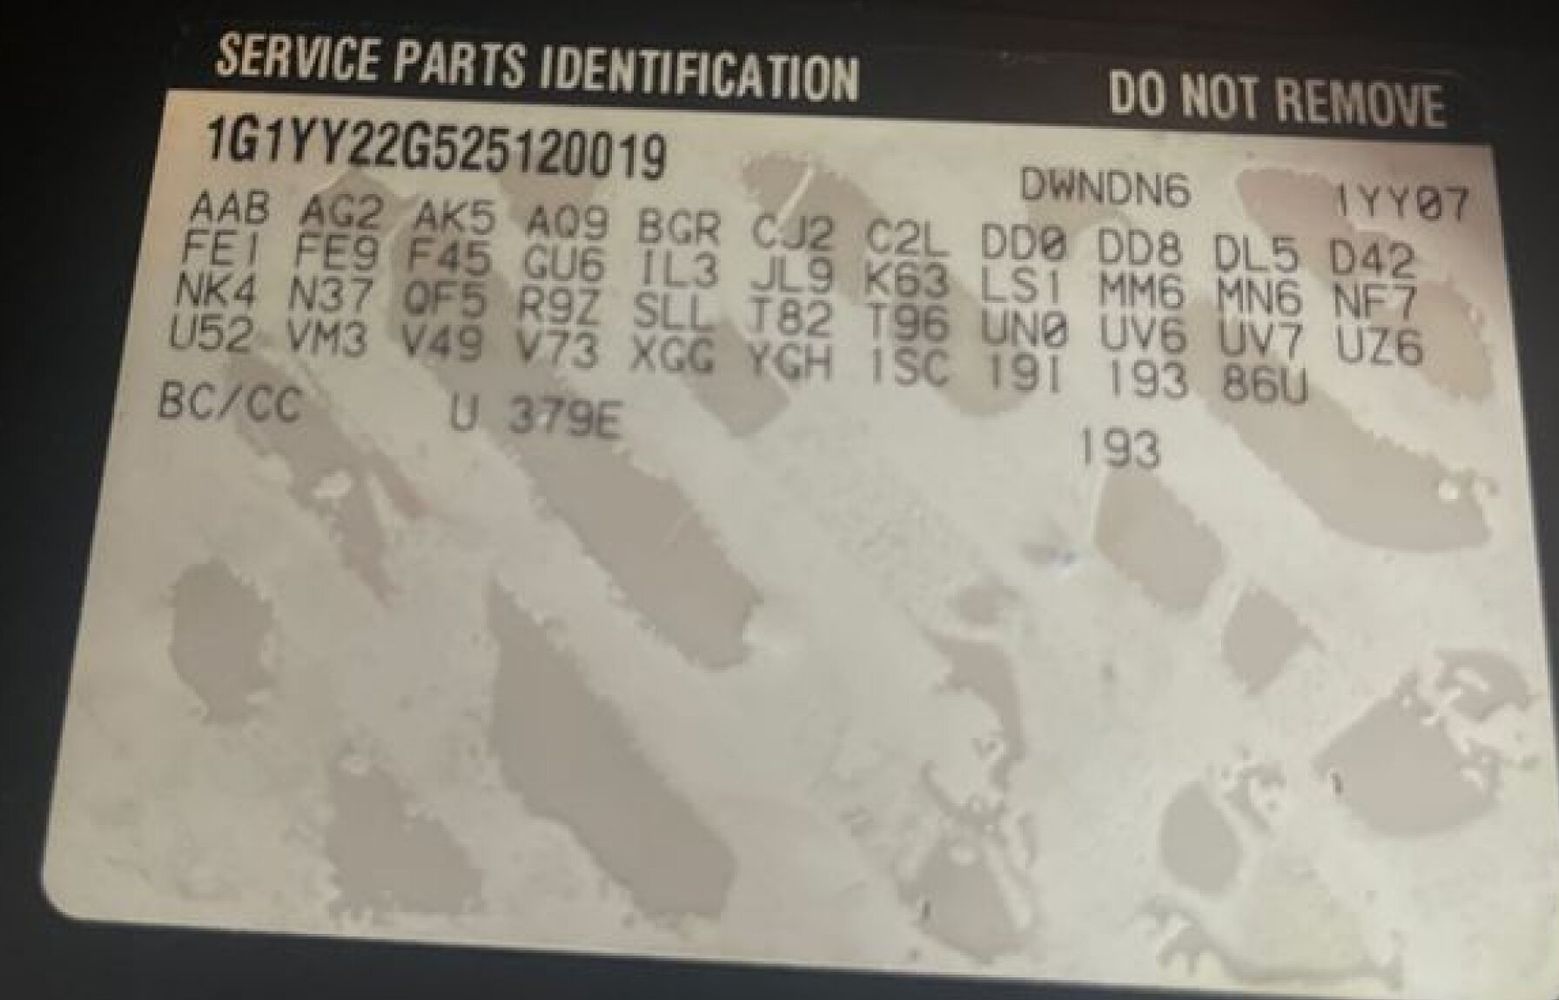 SERVICE PARTS IDENTIFICATION DO NOT REMOVE
1G1YY22G525120019 DWNDN6 1YY07
AAB AG2 AK5 AQ9 BGR CJ2 C2L DD0 DD8 DL5 D42
FE1 FE9 F45 GU6 IL3 JL9 K63 LS1 MM6 MN6 NF7
NK4 N37 QF5 R9Z SLL T82 T96 UN0 UV6 UV7 UZ6
U52 VM3 V49 V73 XGG YGH 1SC 19I 193 86U
BC/CC U 379E 193